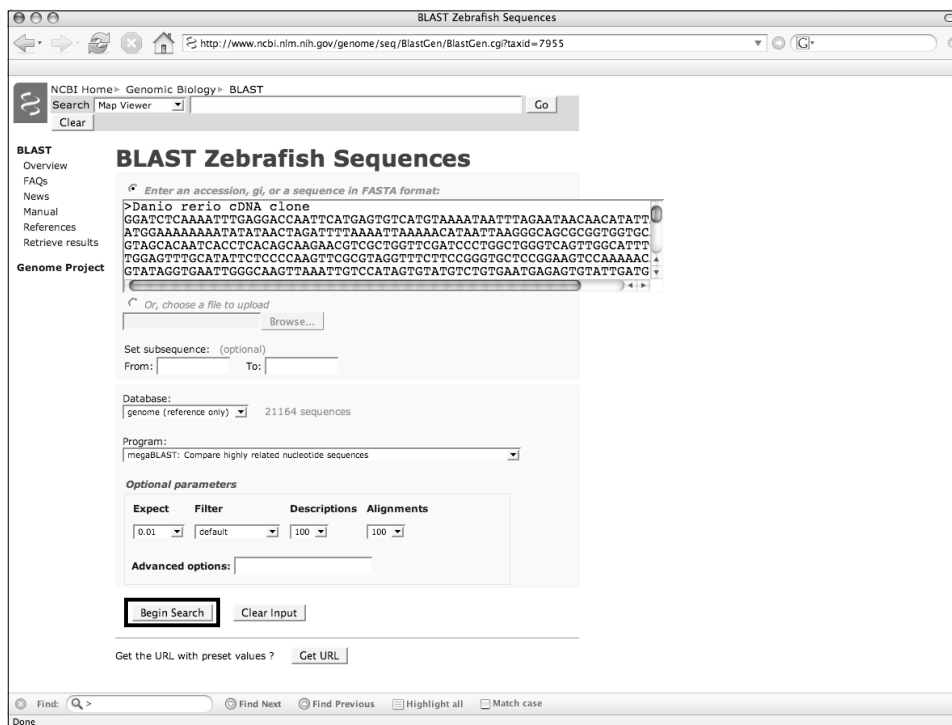 BLAST Zebrafish Sequences
http://www.ncbi.nlm.nih.gov/genome/seq/BlastGen/BlastGen.cgi?taxid=7955
G
NCBI Home Genomic Biology BLAST
Search Map Viewer Go
Clear
BLAST
Overview
FAQs
News
Manual
References
Retrieve results
Genome Project
BLAST Zebrafish Sequences
Enter an accession, gi, or a sequence in FASTA format:
>Danio rerio cDNA clone
GGATCTCAAAATTTGAGGACCAATTCATGAGTGTCATGTAAAATAATTTAGAATAACAACATATT
ATGGAAAAAAAATATATAACTAGATTTTAAAATTAAAAACATAATTAAGGGCAGCGCGGTGGTGC
GTAGCACAATCACCTCACAGCAAGAACGTCGCTGGTTCGATCCCTGGCTGGGTCAGTTGGCATTT
TGGAGTTTGCATATTCTCCCCAAGTTCGCGTAGGTTTCTTCCGGGTGCTCCGGAAGTCCAAAAAC
GTATAGGTGAATTGGGCAAGTTAAATTGTCCATAGTGTATGTCTGTGAATGAGAGTGTATTGATG
Or, choose a file to upload
Browse...
Set subsequence: (optional)
From: To:
Database:
genome (reference only) 21164 sequences
Program:
megaBLAST: Compare highly related nucleotide sequences
Optional parameters
Expect Filter Descriptions Alignments
0.01 default 100 100
Advanced options:
Begin Search Clear Input
Get the URL with preset values ? Get URL
Find: > Find Next Find Previous Highlight all Match case
Done